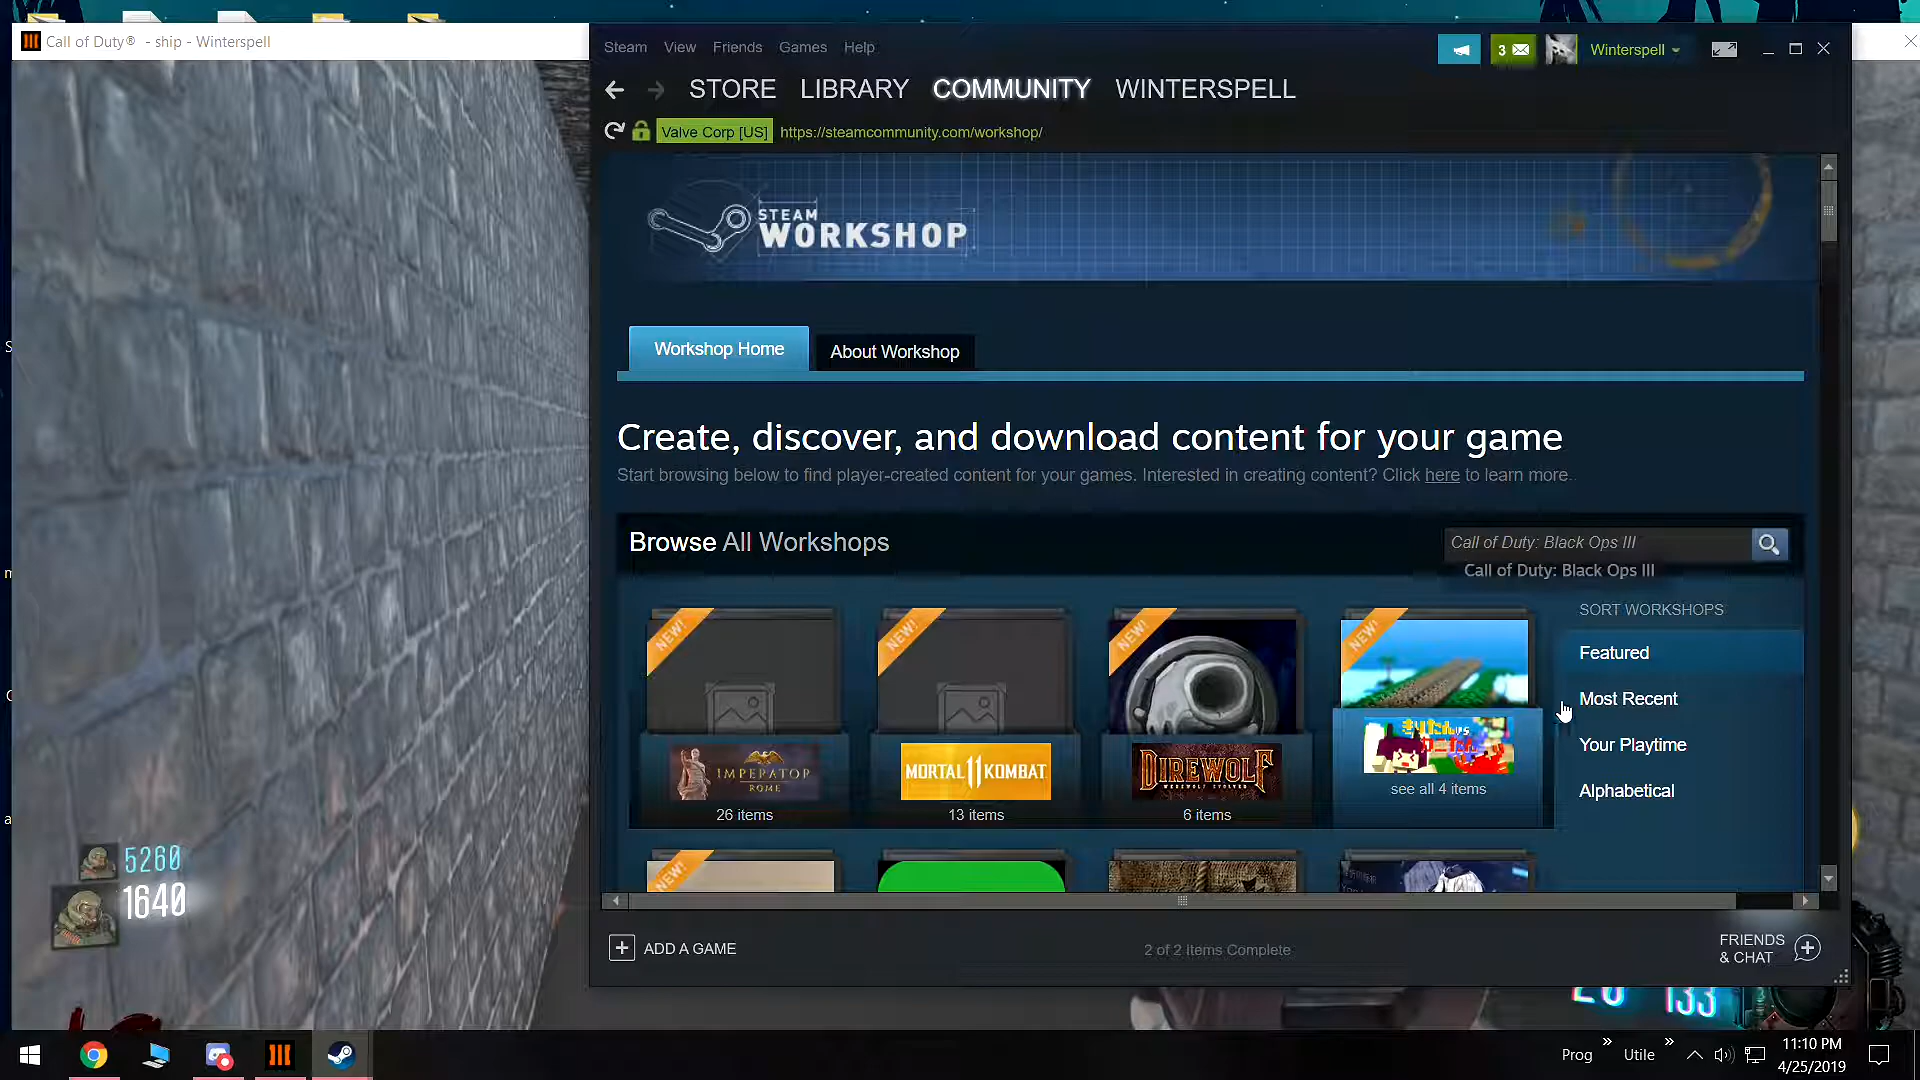 Call of Duty® - ship - Winterspell
Steam View Friends Games Help
3
Winterspell
STORE LIBRARY COMMUNITY WINTERSPELL
Valve Corp [US] https://steamcommunity.com/workshop/
STEAM
WORKSHOP
Workshop Home
About Workshop
Create, discover, and download content for your game
Start browsing below to find player-created content for your games. Interested in creating content? Click here to learn more.
Browse All Workshops
Call of Duty: Black Ops III
Call of Duty: Black Ops III
SORT WORKSHOPS
Featured
Most Recent
Your Playtime
Alphabetical
NEW!
NEW!
NEW!
NEW!
IMPERATOR
ROME
26 items
MORTAL KOMBAT 11
13 items
DIREWOLF
WEREWOLF EVOLVED
6 items
see all 4 items
NEW!
5260
1640
ADD A GAME
2 of 2 Items Complete
FRIENDS
& CHAT
133
Prog
Utile
11:10 PM
4/25/2019